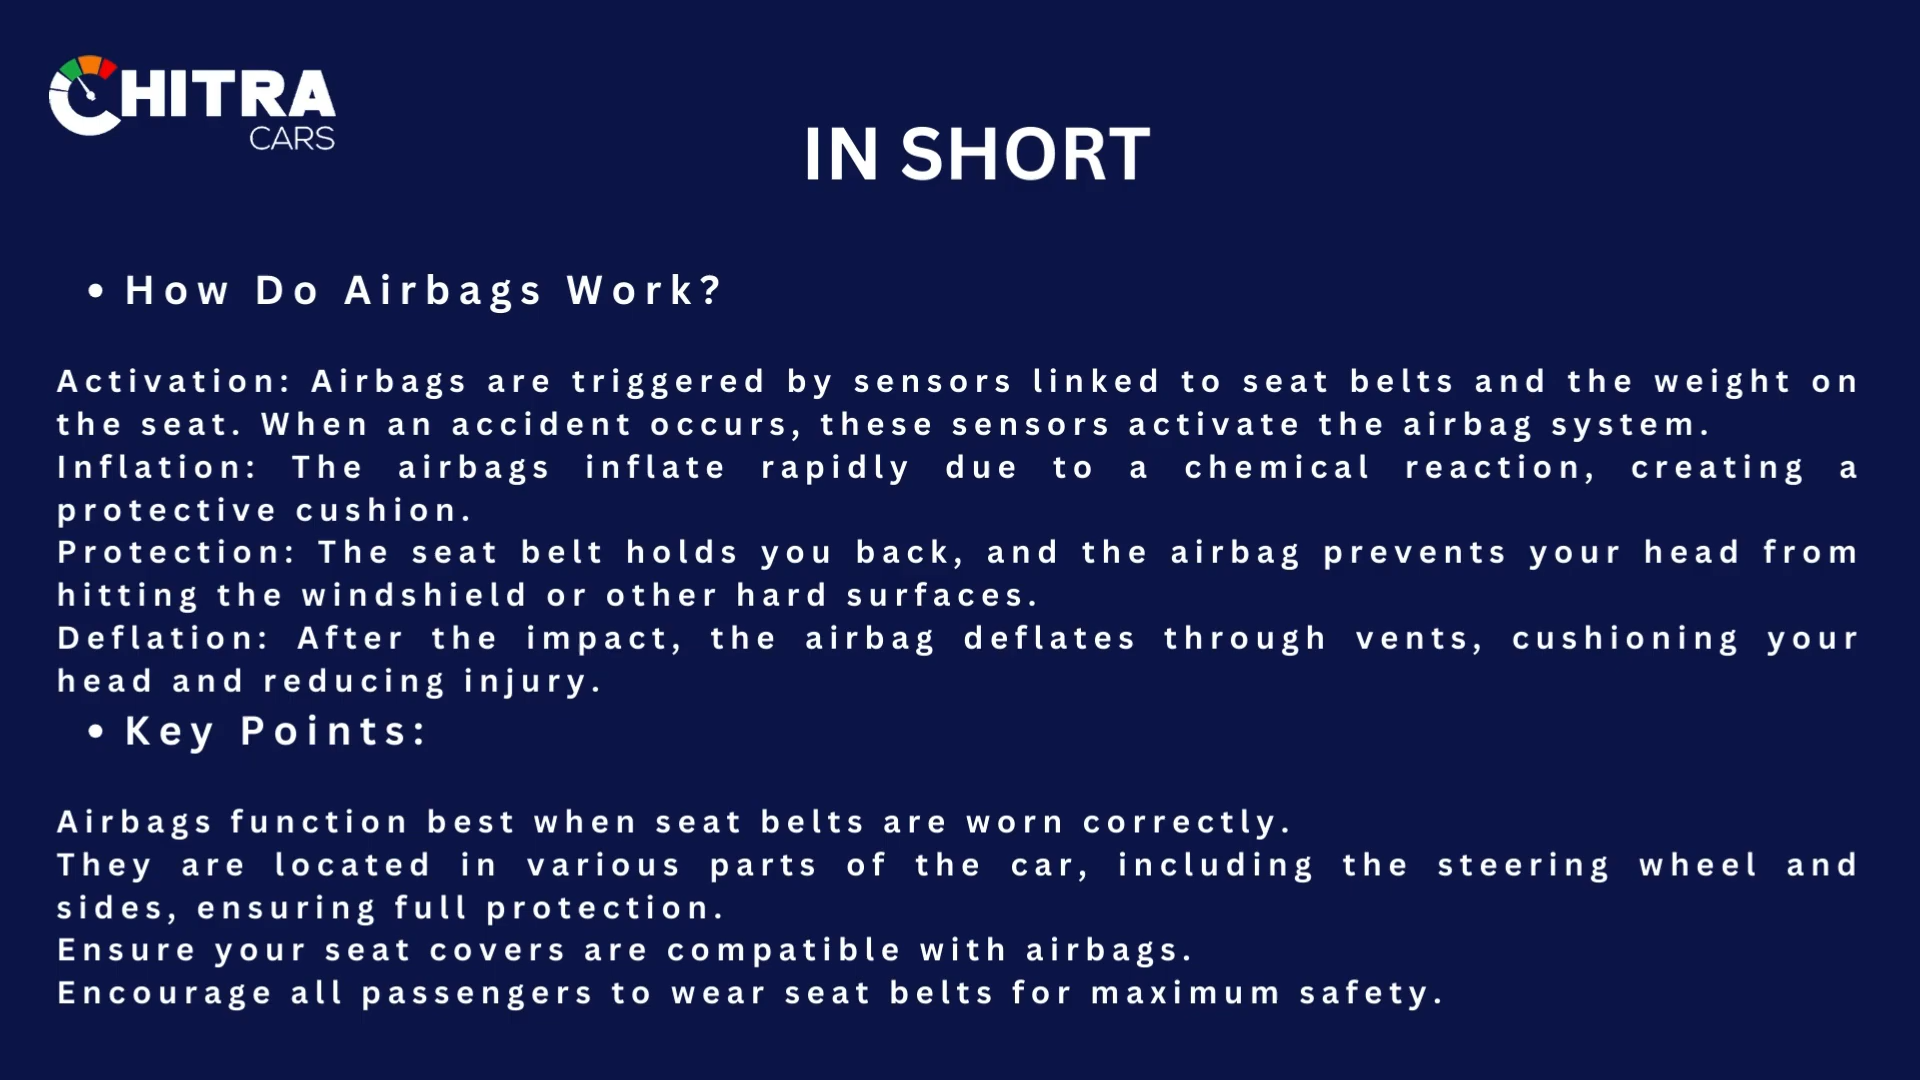 CHITRA
CARS
IN SHORT
• How Do Airbags Work?
Activation: Airbags are triggered by sensors linked to seat belts and the weight on
the seat. When an accident occurs, these sensors activate the airbag system.
Inflation: The airbags inflate rapidly due to a chemical reaction, creating a
protective cushion.
Protection: The seat belt holds you back, and the airbag prevents your head from
hitting the windshield or other hard surfaces.
Deflation: After the impact, the airbag deflates through vents, cushioning your
head and reducing injury.
• Key Points:
Airbags function best when seat belts are worn correctly.
They are located in various parts of the car, including the steering wheel and
sides, ensuring full protection.
Ensure your seat covers are compatible with airbags.
Encourage all passengers to wear seat belts for maximum safety.